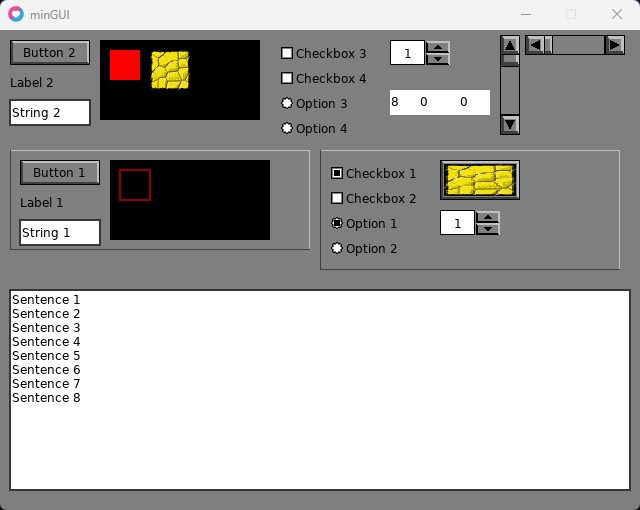 minGUI
Button 2
Label 2
String 2
Checkbox 3
Checkbox 4
Option 3
Option 4
1
8 0 0
Button 1
Label 1
String 1
Checkbox 1
Checkbox 2
Option 1
Option 2
1
Sentence 1
Sentence 2
Sentence 3
Sentence 4
Sentence 5
Sentence 6
Sentence 7
Sentence 8